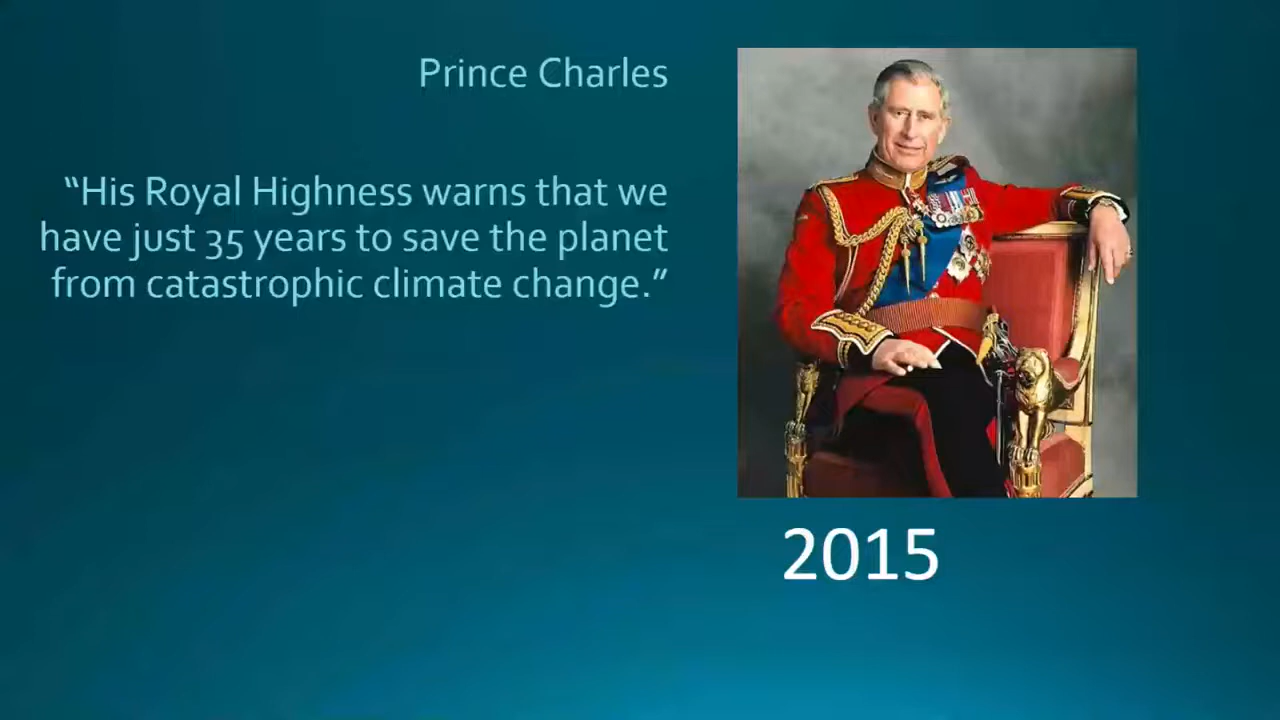 Prince Charles
“His Royal Highness warns that we
have just 35 years to save the planet
from catastrophic climate change.”
2015